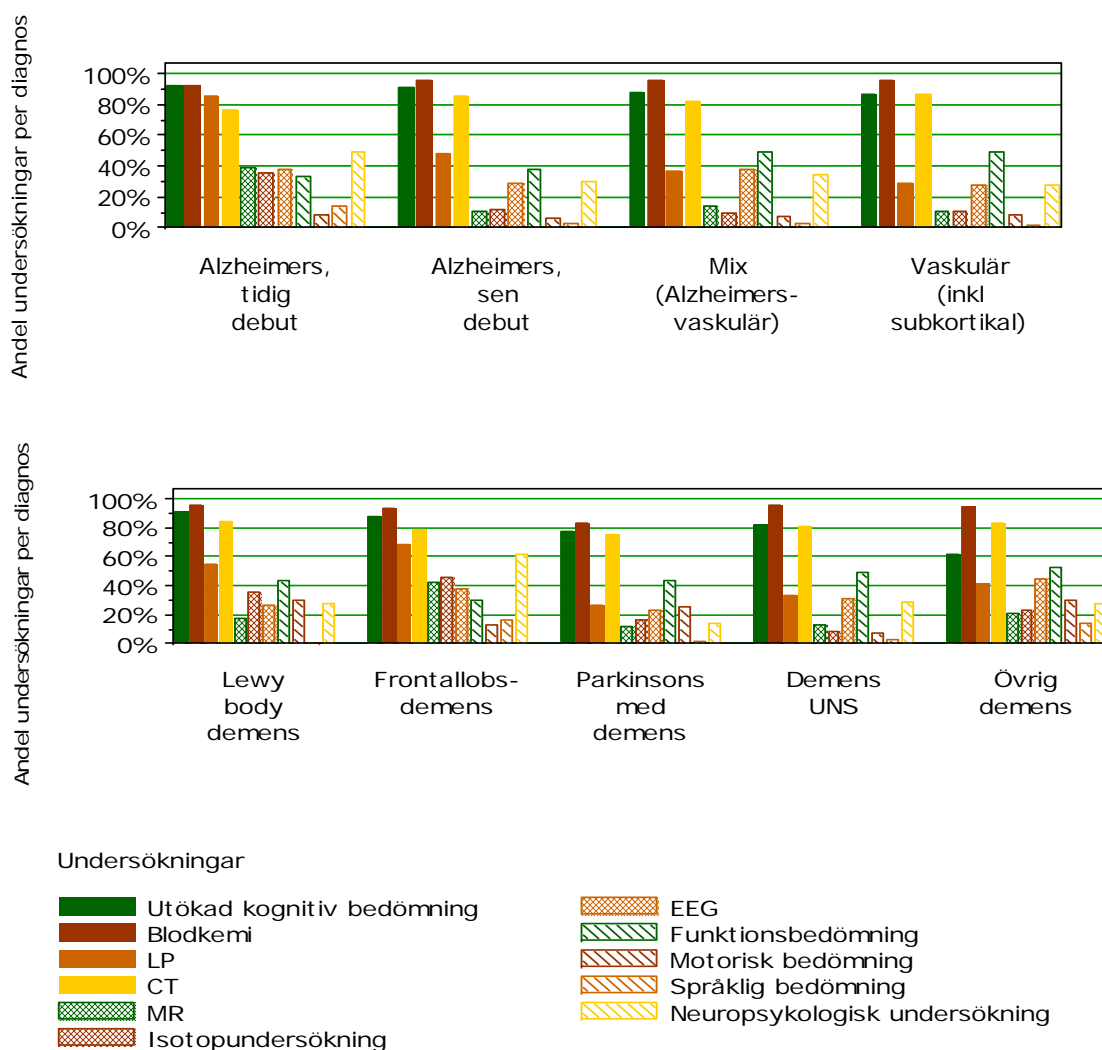 Andel undersökningar per diagnos
100%
80%
60%
40%
20%
0%
Alzheimers,
tidig
debut
Alzheimers,
sen
debut
Mix
(Alzheimers-
vaskulär)
Vaskulär
(inkl
subkortikal)
Andel undersökningar per diagnos
100%
80%
60%
40%
20%
0%
Lewy
body
demens
Frontallobs-
demens
Parkinsons
med
demens
Demens
UNS
Övrig
demens
Undersökningar
Utökad kognitiv bedömning
Blodkemi
LP
CT
MR
Isotopundersökning
EEG
Funktionsbedömning
Motorisk bedömning
Språklig bedömning
Neuropsykologisk undersökning